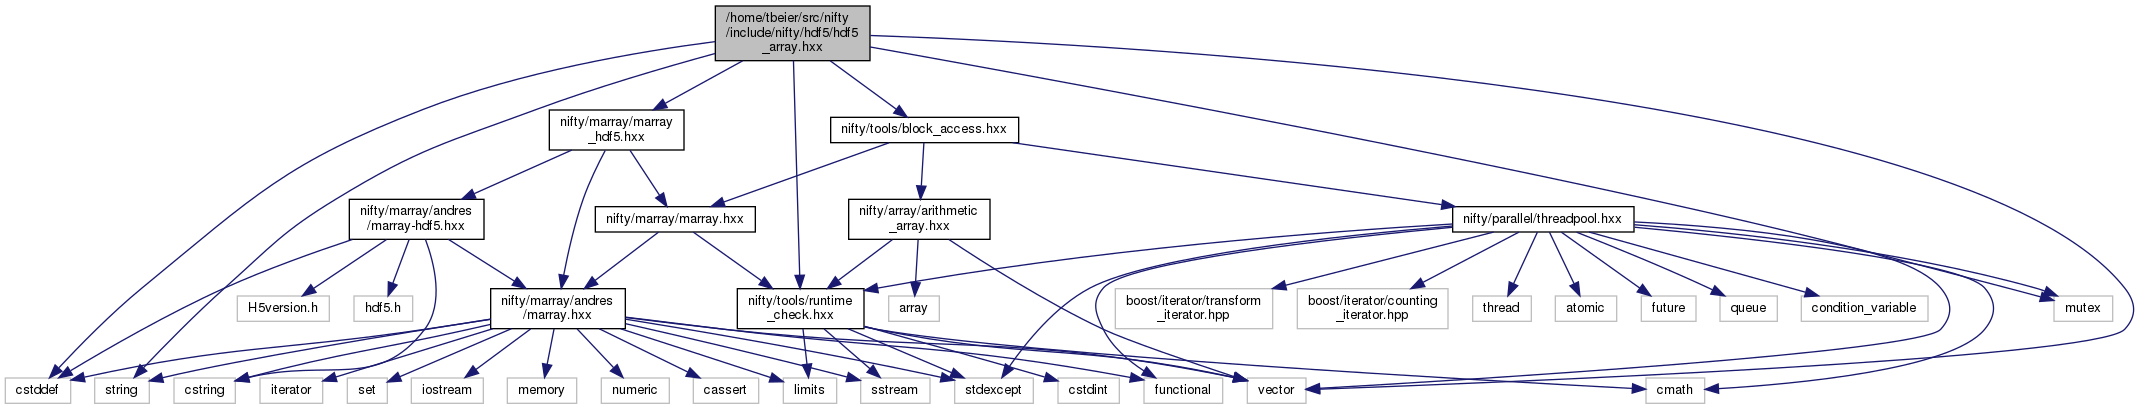 /home/tbeier/src/nifty
/include/nifty/hdf5/hdf5
_array.hxx
nifty/marray/marray
_hdf5.hxx
nifty/tools/block_access.hxx
nifty/marray/andres
/marray-hdf5.hxx
nifty/marray/marray.hxx
nifty/array/arithmetic
_array.hxx
nifty/parallel/threadpool.hxx
H5version.h
hdf5.h
nifty/marray/andres
/marray.hxx
nifty/tools/runtime
_check.hxx
array
boost/iterator/transform
_iterator.hpp
boost/iterator/counting
_iterator.hpp
thread
atomic
future
queue
condition_variable
mutex
cstddef
string
cstring
iterator
set
iostream
memory
numeric
cassert
limits
sstream
stdexcept
cstdint
functional
vector
cmath